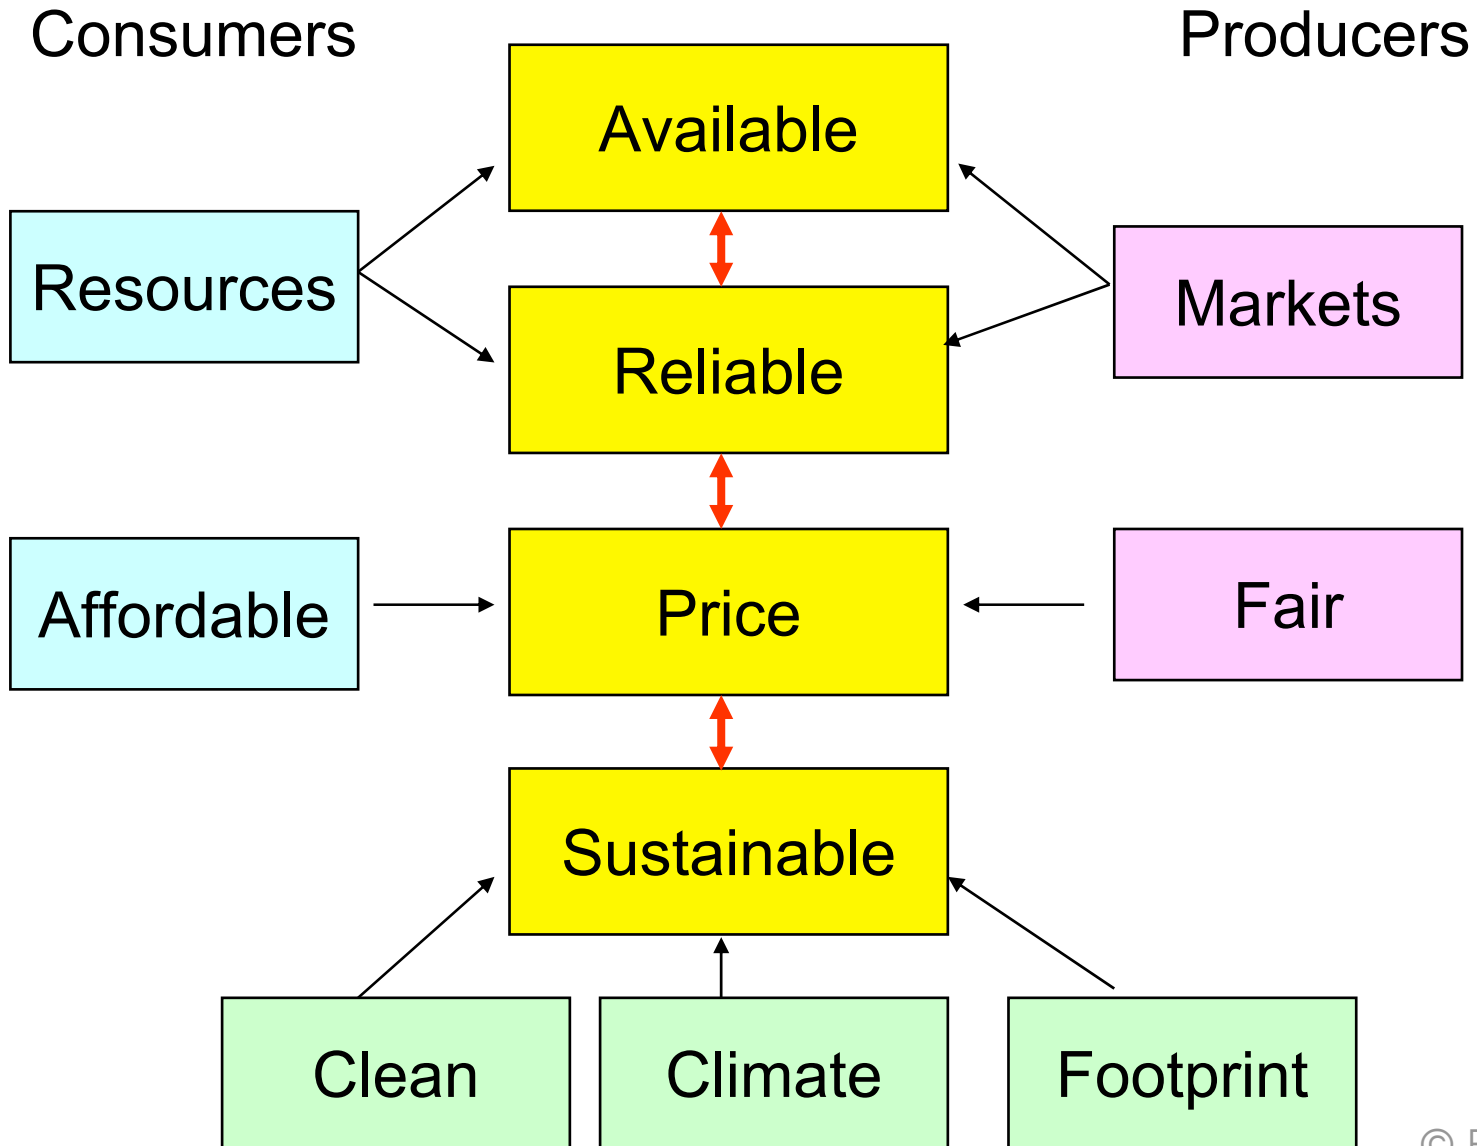 Consumers
Producers
Available
Resources
Markets
Reliable
Affordable
Price
Fair
Sustainable
Clean
Climate
Footprint
©